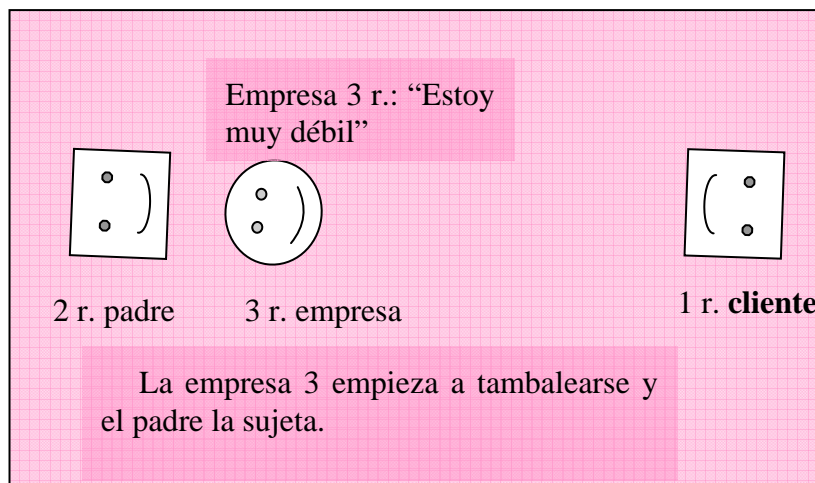 Empresa 3 r.: “Estoy
muy débil”
2 r. padre
3 r. empresa
1 r. cliente
La empresa 3 empieza a tambalearse y
el padre la sujeta.